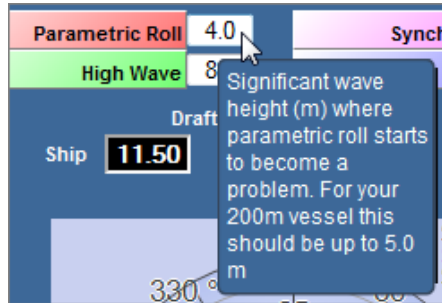 Parametric Roll 4.0 Synch
High Wave 8
Draft
Ship 11.50
Significant wave
height (m) where
parametric roll starts
to become a
problem. For your
200m vessel this
should be up to 5.0
m
330 °